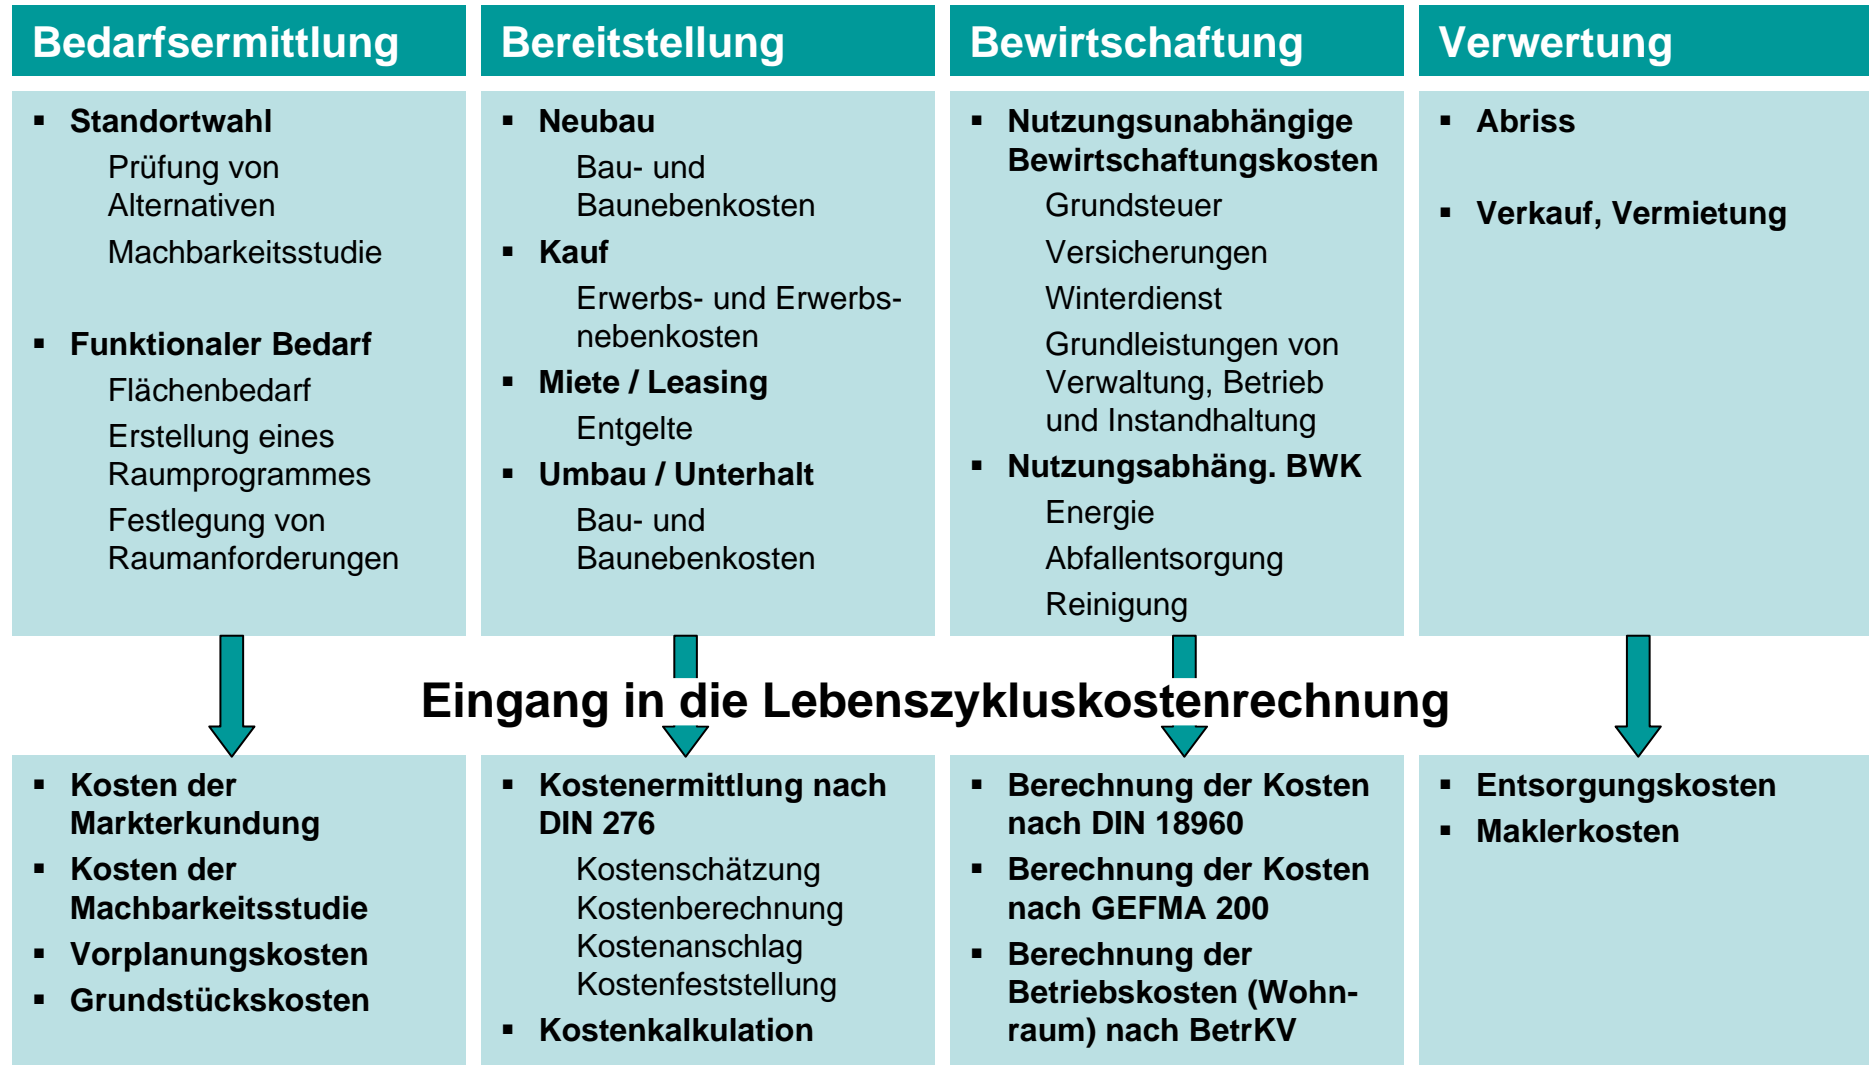 Bedarfsermittlung
Standortwahl
Prüfung von
Alternativen
Machbarkeitsstudie
Funktionaler Bedarf
Flächenbedarf
Erstellung eines
Raumprogrammes
Festlegung von
Raumanforderungen
Bereitstellung
Neubau
Bau- und
Baunebenkosten
Kauf
Erwerbs- und Erwerbs-
nebenkosten
Miete / Leasing
Entgelte
Umbau / Unterhalt
Bau- und
Baunebenkosten
Bewirtschaftung
Nutzungsunabhängige
Bewirtschaftungskosten
Grundsteuer
Versicherungen
Winterdienst
Grundleistungen von
Verwaltung, Betrieb
und Instandhaltung
Nutzungsabhäng. BWK
Energie
Abfallentsorgung
Reinigung
Verwertung
Abriss
Verkauf, Vermietung
Eingang in die Lebenszykluskostenrechnung
Kosten der
Markterkundung
Kosten der
Machbarkeitsstudie
Vorplanungskosten
Grundstückskosten
Kostenermittlung nach
DIN 276
Kostenschätzung
Kostenberechnung
Kostenanschlag
Kostenfeststellung
Kostenkalkulation
Berechnung der Kosten
nach DIN 18960
Berechnung der Kosten
nach GEFMA 200
Berechnung der
Betriebskosten (Wohn-
raum) nach BetrKV
Entsorgungskosten
Maklerkosten